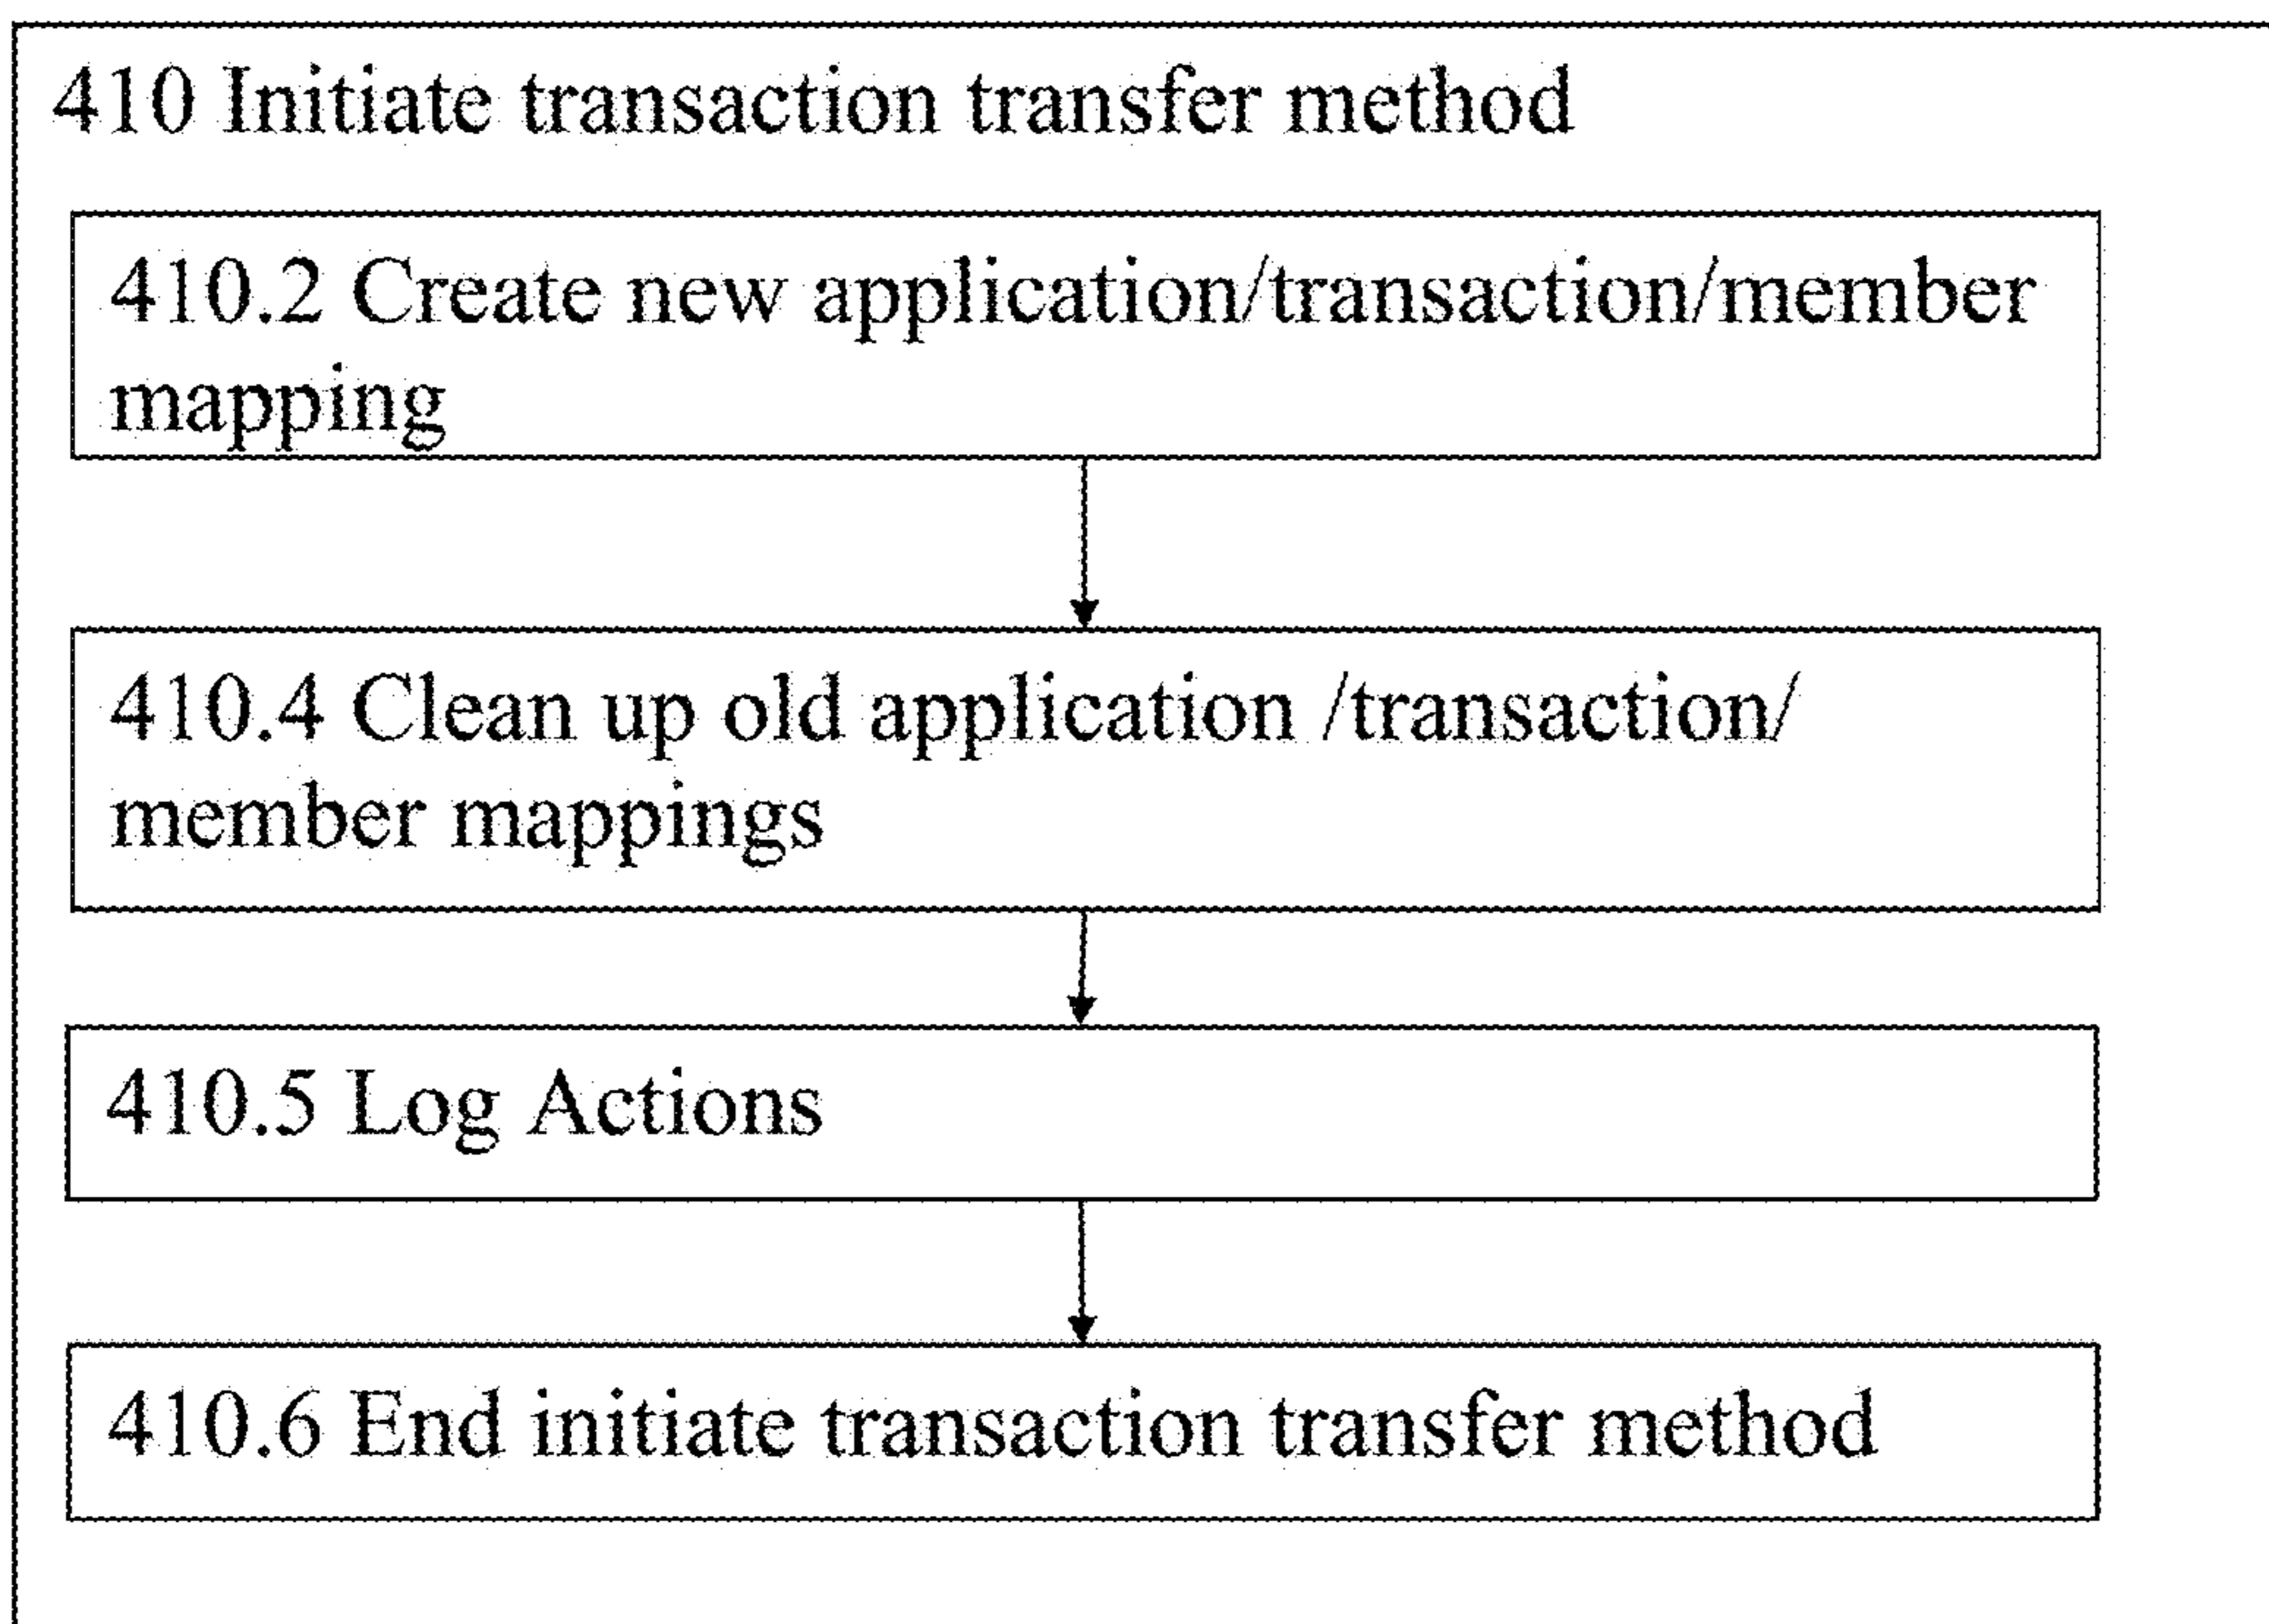 410 Initiate transaction transfer method
410.2 Create new application/transaction/member
mapping
410.4 Clean up old application /transaction/
member mappings
410.5 Log Actions
410.6 End initiate transaction transfer method